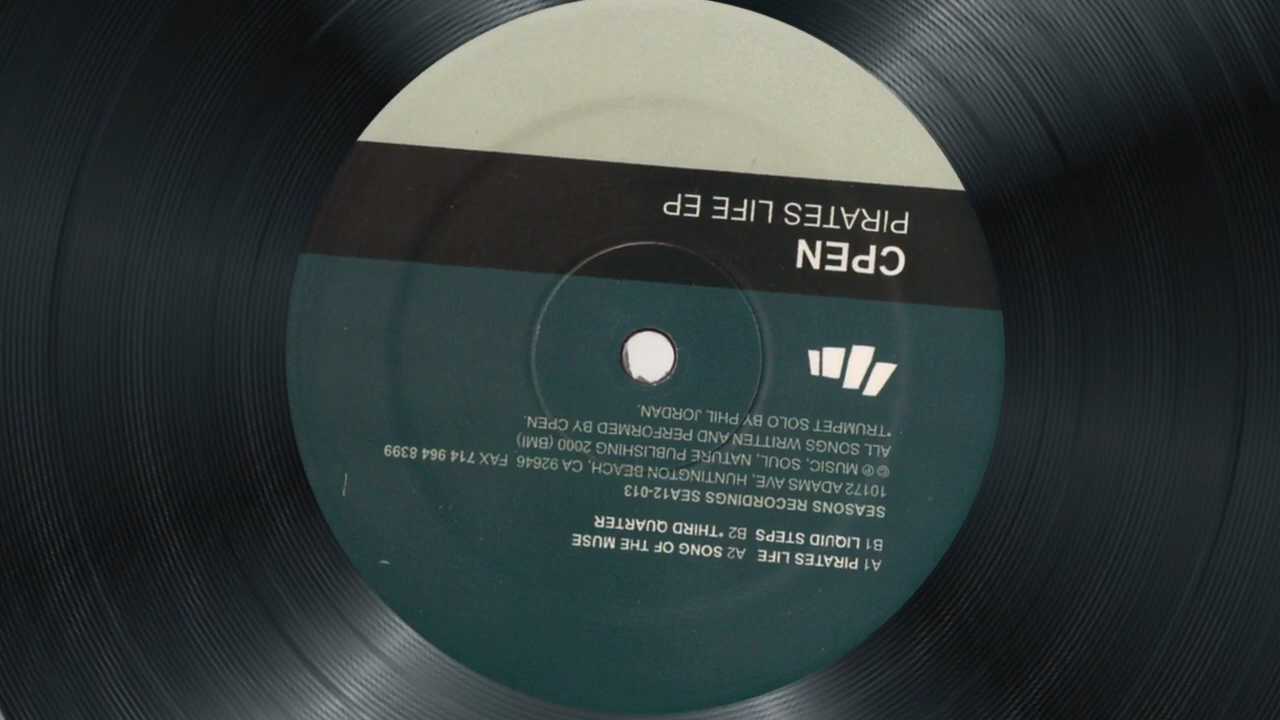 A1 PIRATES LIFE A2 SONG OF THE MUSE
B1 LIQUID STEPS B2 *THIRD QUARTER
SEASONS RECORDINGS SEA12-013
10172 ADAMS AVE, HUNTINGTON BEACH, CA 92646 FAX 714 964 8399
©℗ MUSIC, SOUL, NATURE PUBLISHING 2000 (BMI)
ALL SONGS WRITTEN AND PERFORMED BY CPEN.
*TRUMPET SOLO BY PHIL JORDAN.
CPEN
PIRATES LIFE EP